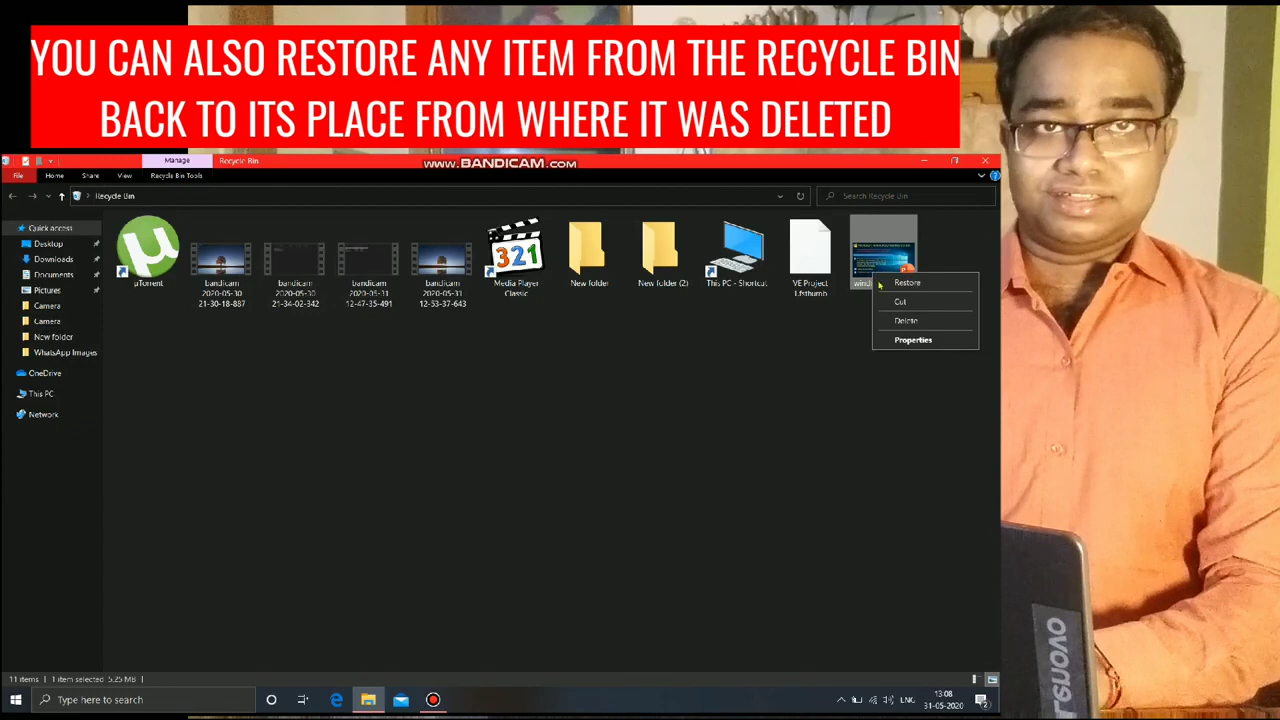 YOU CAN ALSO RESTORE ANY ITEM FROM THE RECYCLE BIN
BACK TO ITS PLACE FROM WHERE IT WAS DELETED
Manage
Recycle Bin
WWW.BANDICAM.COM
File
Home
Share
View
Recycle Bin Tools
Recycle Bin
Search Recycle Bin
Quick access
Desktop
Downloads
Documents
Pictures
Camera
Camera
New folder
WhatsApp Images
OneDrive
This PC
Network
µTorrent
bandicam
2020-05-30
21-30-18-887
bandicam
2020-05-30
21-34-02-342
bandicam
2020-05-31
12-47-35-491
bandicam
2020-05-31
12-53-37-643
321
Media Player
Classic
New folder
New folder (2)
This PC - Shortcut
VE Project
1.fsthumb
Restore
Cut
Delete
Properties
11 items
1 item selected 5.25 MB
Type here to search
ENG
13:08
31-05-2020
2
Lenovo